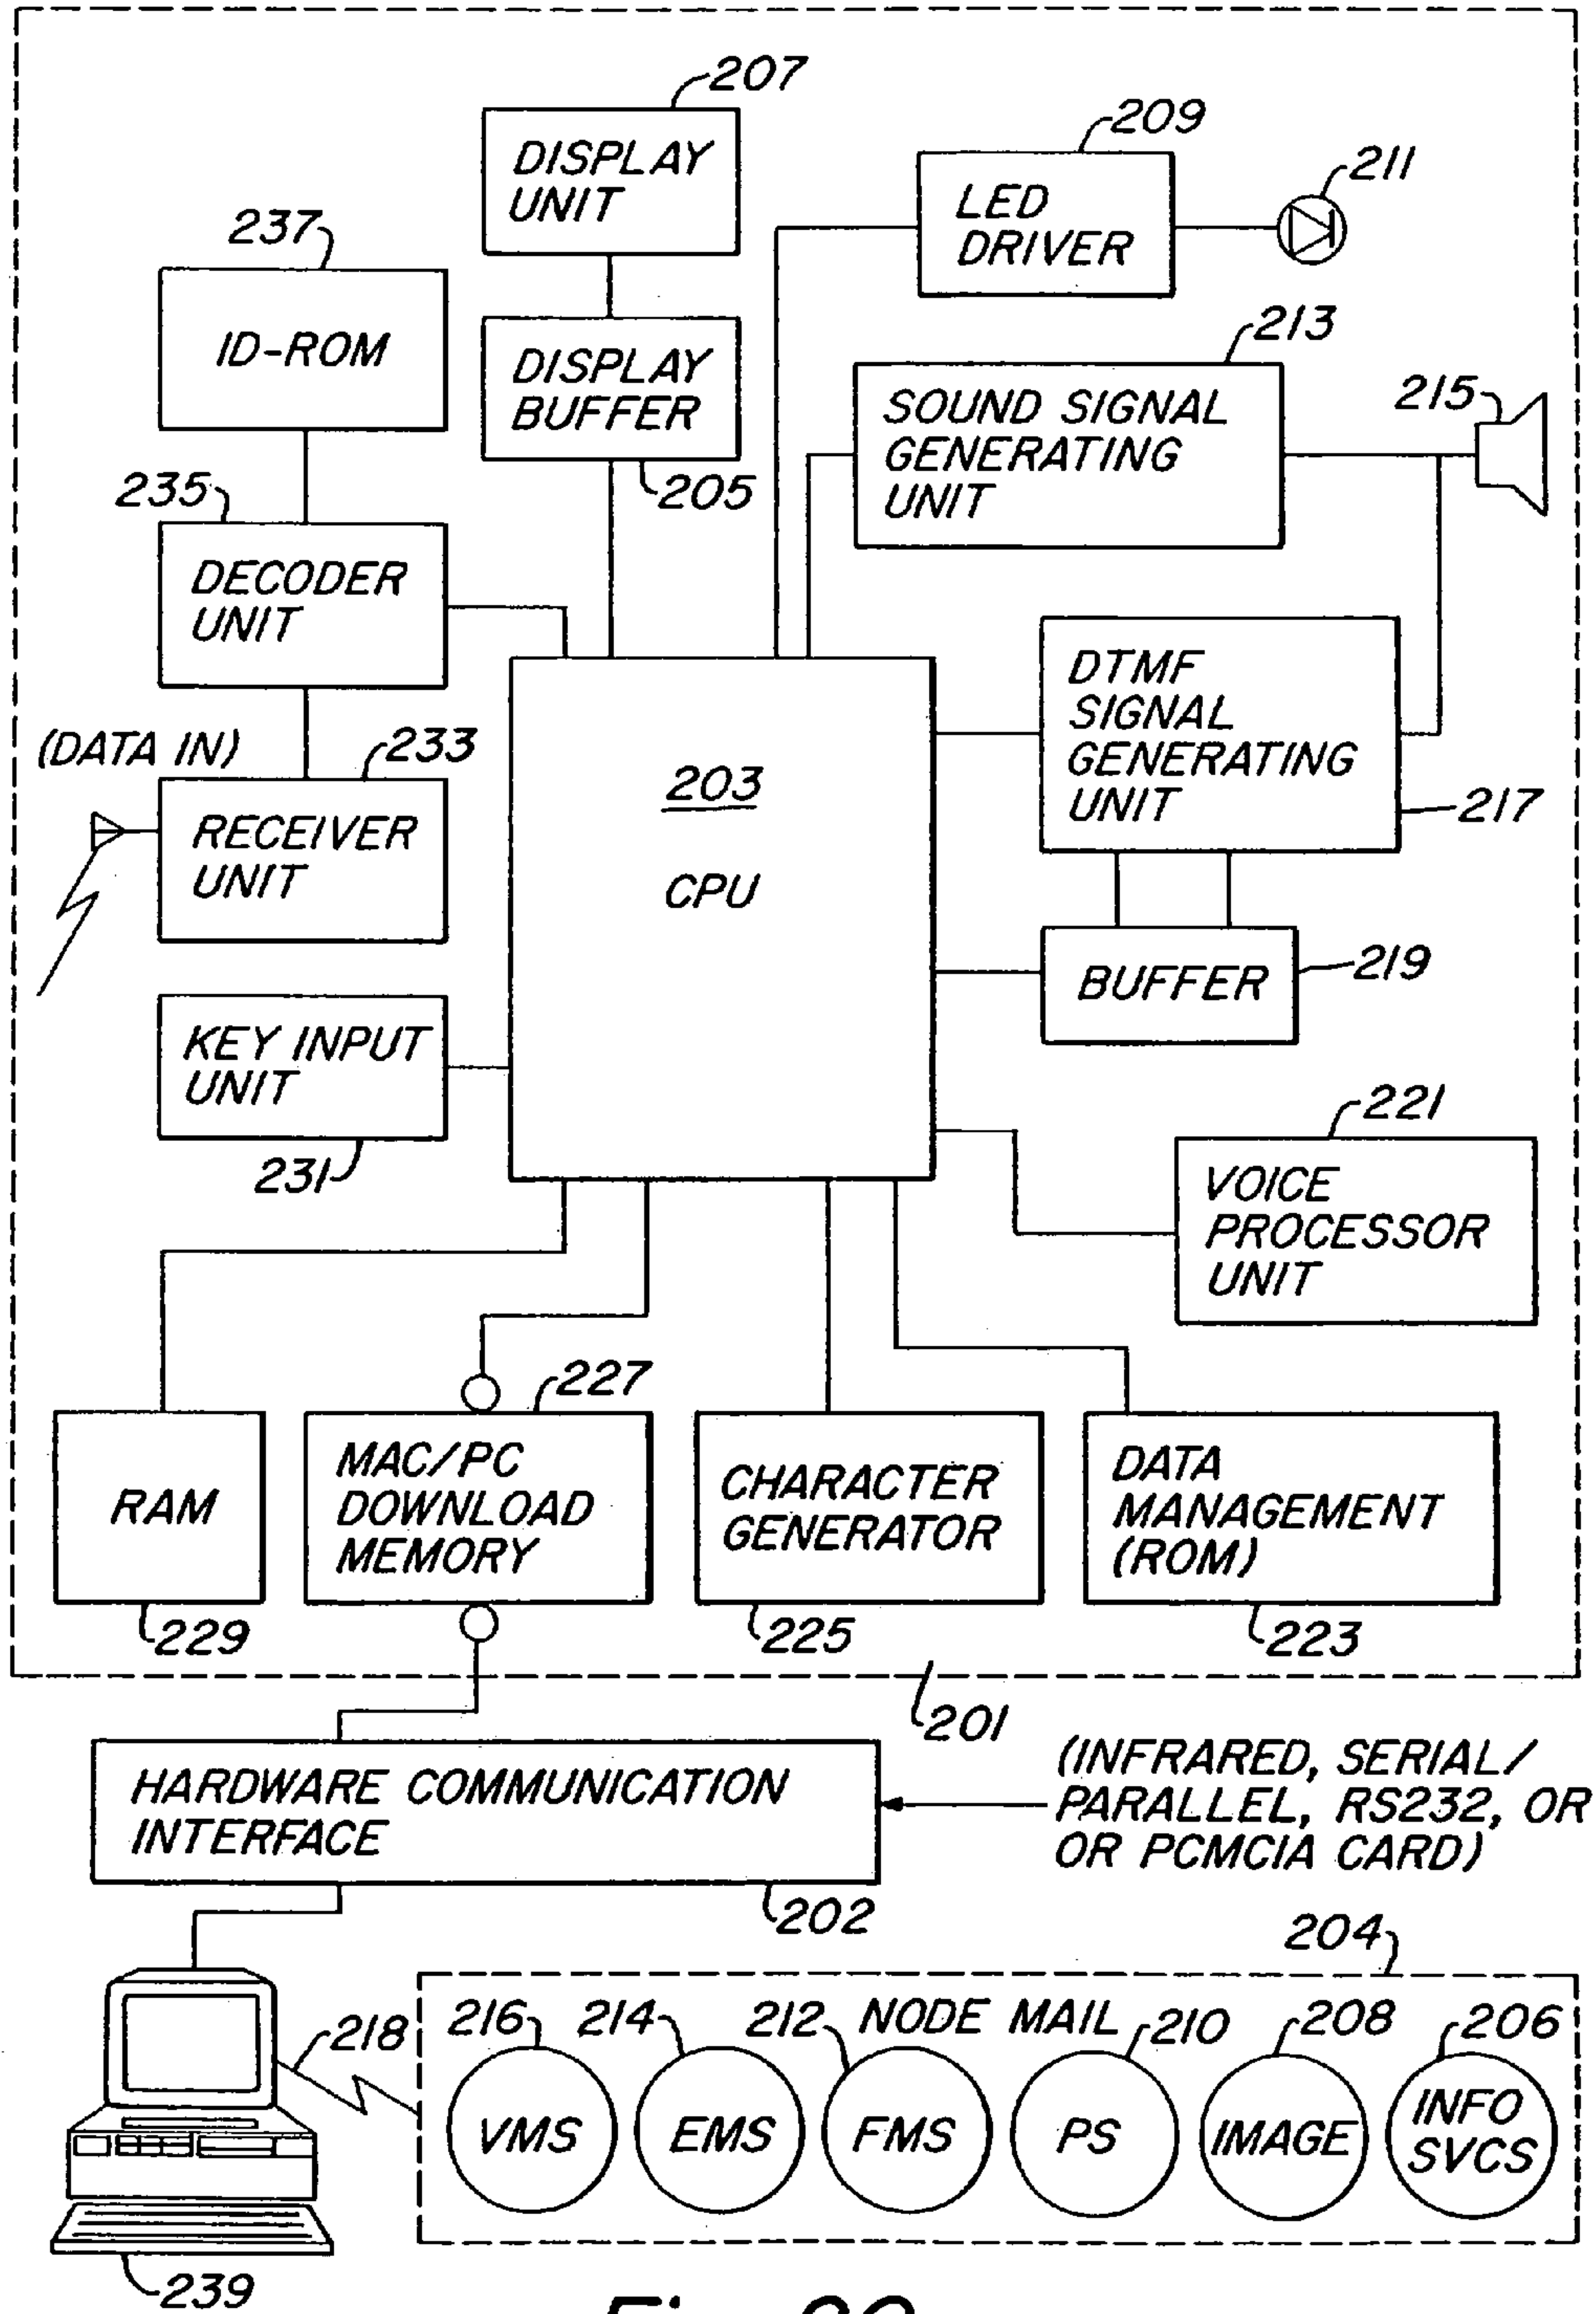 207
DISPLAY
UNIT
209
LED
DRIVER
211
237
ID-ROM
DISPLAY
BUFFER
205
213
SOUND SIGNAL
GENERATING
UNIT
215
235
DECODER
UNIT
(DATA IN)
233
RECEIVER
UNIT
203
CPU
DTMF
SIGNAL
GENERATING
UNIT
217
BUFFER
219
KEY INPUT
UNIT
231
221
VOICE
PROCESSOR
UNIT
RAM
229
227
MAC/PC
DOWNLOAD
MEMORY
CHARACTER
GENERATOR
225
DATA
MANAGEMENT
(ROM)
223
201
HARDWARE COMMUNICATION
INTERFACE
202
(INFRARED, SERIAL/
PARALLEL, RS232, OR
OR PCMCIA CARD)
204
218
216
214
212
NODE MAIL
210
208
206
VMS
EMS
FMS
PS
IMAGE
INFO
SVCS
239